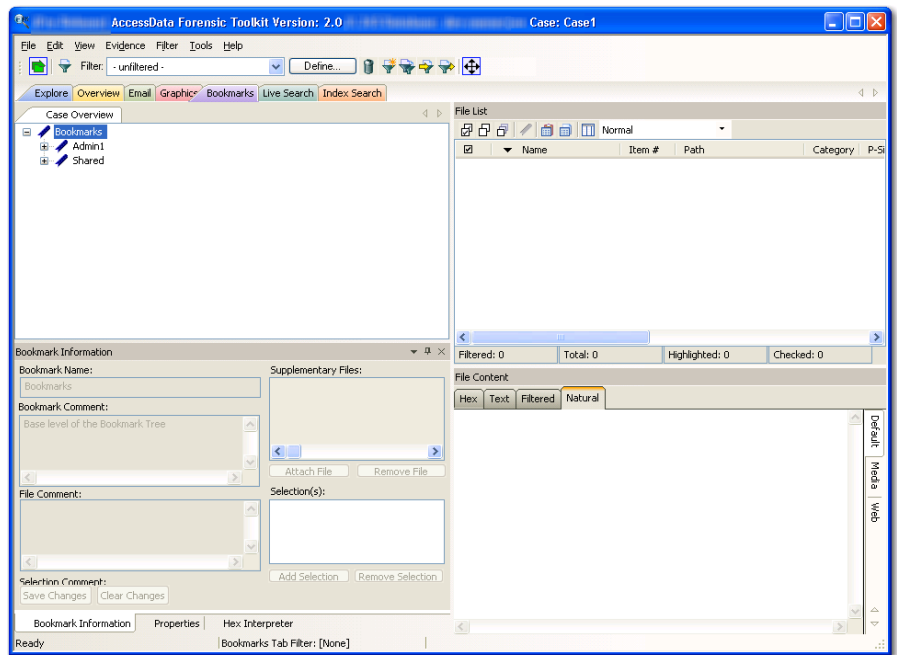 AccessData Forensic Toolkit Version: 2.0 Case: Case1
File Edit View Evidence Filter Tools Help
Filter: - unfiltered - Define...
Explore Overview Email Graphics Bookmarks Live Search Index Search
Case Overview
Bookmarks
Admin1
Shared
File List
Normal
Name Item # Path Category P-Si
Filtered: 0 Total: 0 Highlighted: 0 Checked: 0
Bookmark Information
Bookmark Name:
Bookmarks
Bookmark Comment:
Base level of the Bookmark Tree
File Comment:
Selection Comment:
Save Changes Clear Changes
Supplementary Files:
Attach File Remove File
Selection(s):
Add Selection Remove Selection
Bookmark Information Properties Hex Interpreter
File Content
Hex Text Filtered Natural
Default
Media
Web
Ready Bookmarks Tab Filter: [None]